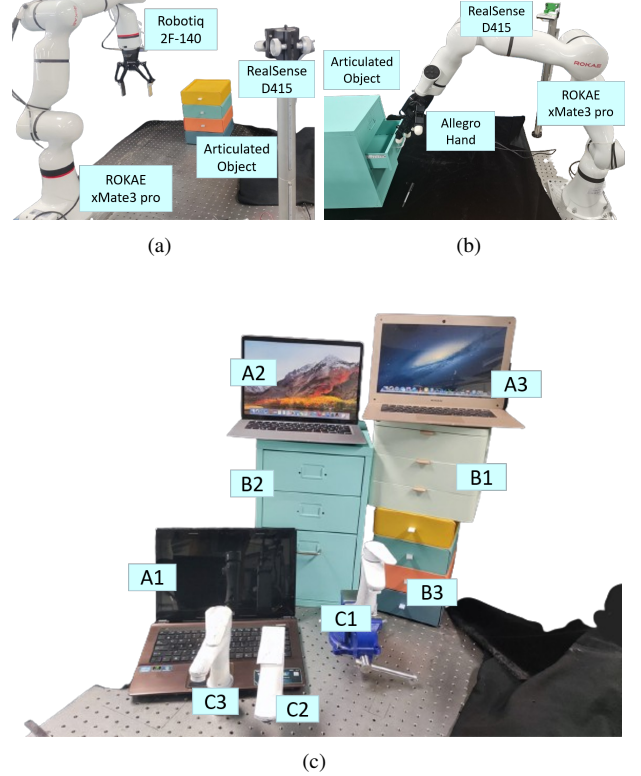 Robotiq
2F-140
RealSense
D415
Articulated
Object
ROKAE
xMate3 pro
(a)
RealSense
D415
Articulated
Object
ROKAE
ROKAE
xMate3 pro
Allegro
Hand
(b)
A2
A3
B2
B1
A1
B3
C1
C3
C2
(c)